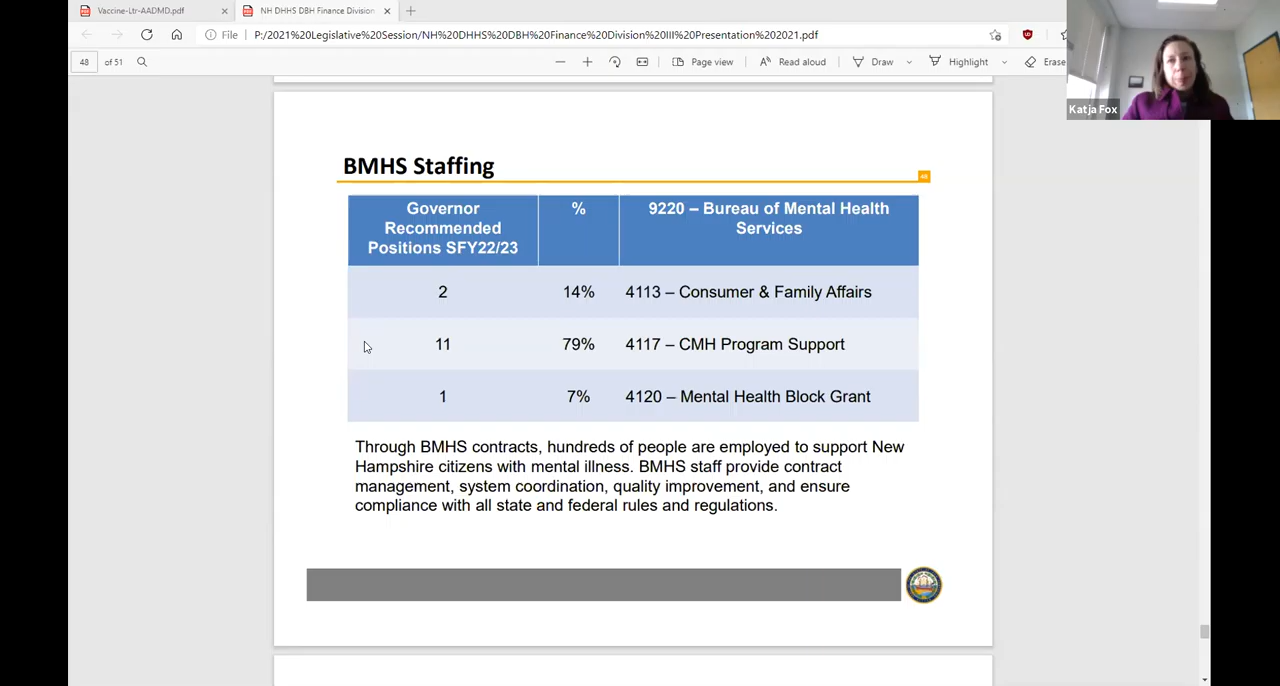 Vaccine-Ltr-AADMD.pdf
NH DHHS DBH Finance Division
File
P:/2021%20Legislative%20Session/NH%20DHHS%20DBH%20Finance%20Division%20III%20Presentation%202021.pdf
48 of 51
Page view
Read aloud
Draw
Highlight
Erase
Katja Fox
BMHS Staffing
48
Governor
Recommended
Positions SFY22/23
%
9220 – Bureau of Mental Health
Services
2 14% 4113 – Consumer & Family Affairs
11 79% 4117 – CMH Program Support
1 7% 4120 – Mental Health Block Grant
Through BMHS contracts, hundreds of people are employed to support New
Hampshire citizens with mental illness. BMHS staff provide contract
management, system coordination, quality improvement, and ensure
compliance with all state and federal rules and regulations.